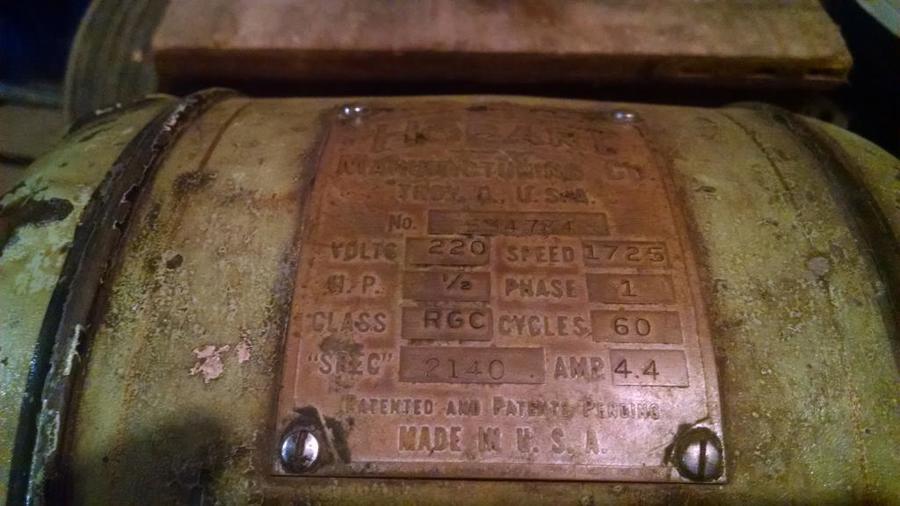 HOBART
MANUFACTURING CO.
TROY, O., U.S.A.
No.
VOLTS 220 SPEED 1725
H.P. 1/2 PHASE 1
CLASS RGC CYCLES 60
"SPEC" 2140 AMP. 4.4
PATENTED AND PATENTS PENDING
MADE IN U.S.A.